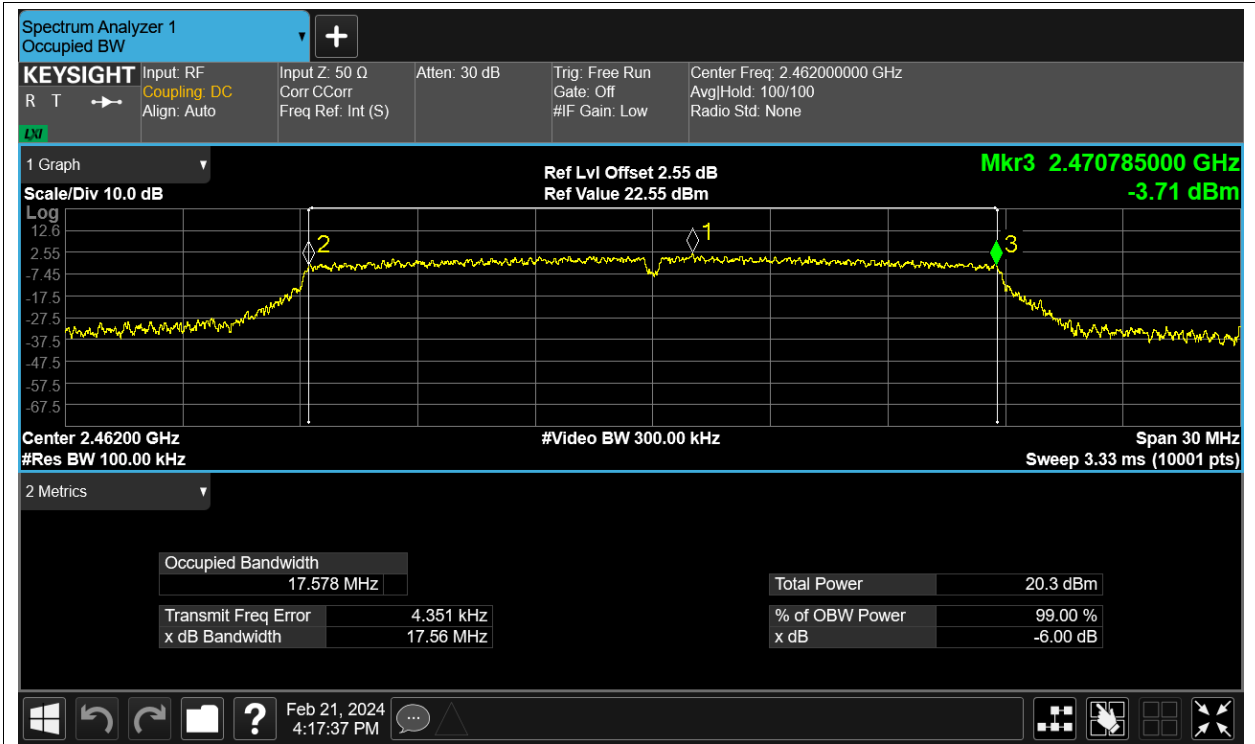 Spectrum Analyzer 1
Occupied BW
KEYSIGHT
R T
LXI
Input: RF
Coupling: DC
Align: Auto
Input Z: 50 Ω
Corr CCorr
Freq Ref: Int (S)
Atten: 30 dB
Trig: Free Run
Gate: Off
#IF Gain: Low
Center Freq: 2.462000000 GHz
Avg|Hold: 100/100
Radio Std: None
1 Graph
Scale/Div 10.0 dB
Ref Lvl Offset 2.55 dB
Ref Value 22.55 dBm
Mkr3 2.470785000 GHz
-3.71 dBm
Log
12.6
2.55
-7.45
-17.5
-27.5
-37.5
-47.5
-57.5
-67.5
2
1
3
Center 2.46200 GHz
#Res BW 100.00 kHz
#Video BW 300.00 kHz
Span 30 MHz
Sweep 3.33 ms (10001 pts)
2 Metrics
Occupied Bandwidth
17.578 MHz
Transmit Freq Error 4.351 kHz
x dB Bandwidth 17.56 MHz
Total Power 20.3 dBm
% of OBW Power 99.00 %
x dB -6.00 dB
?
Feb 21, 2024
4:17:37 PM